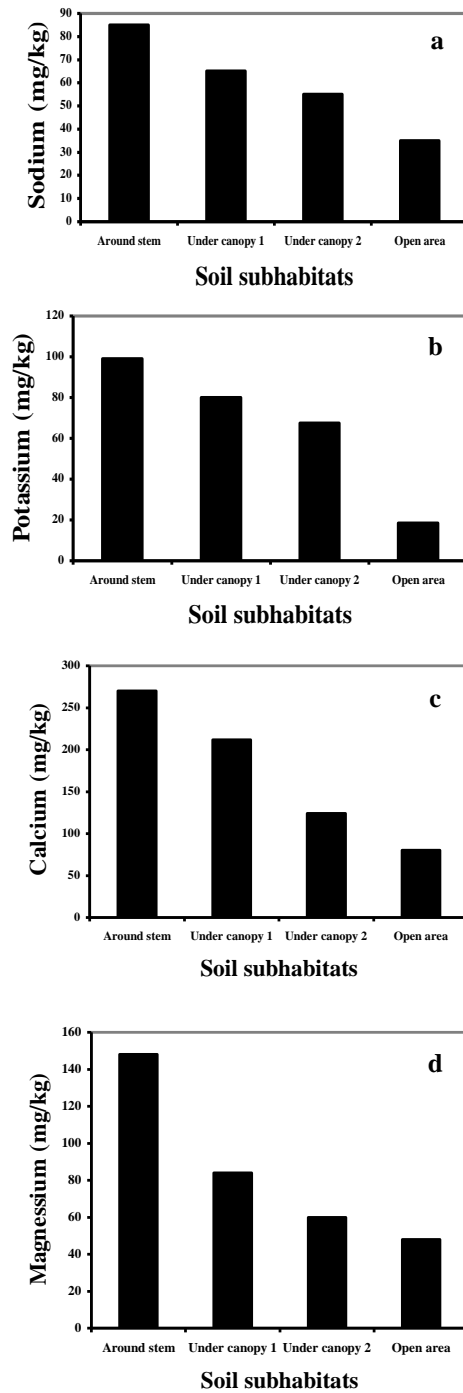 Sodium (mg/kg)
90
80
70
60
50
40
30
20
10
0
a
Around stem Under canopy 1 Under canopy 2 Open area
Soil subhabitats
Potassium (mg/kg)
120
100
80
60
40
20
0
b
Around stem Under canopy 1 Under canopy 2 Open area
Soil subhabitats
Calcium (mg/kg)
300
250
200
150
100
50
0
c
Around stem Under canopy 1 Under canopy 2 Open area
Soil subhabitats
Magnessium (mg/kg)
160
140
120
100
80
60
40
20
0
d
Around stem Under canopy 1 Under canopy 2 Open area
Soil subhabitats